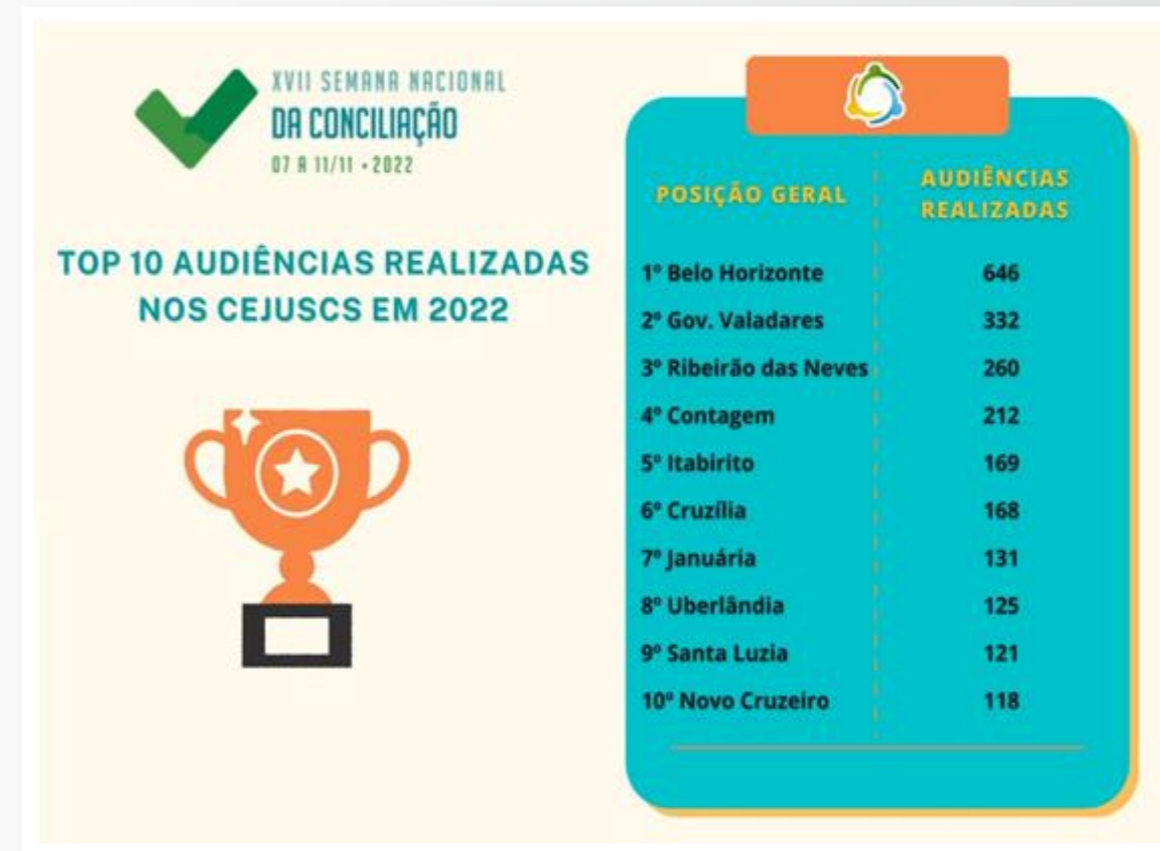 XVII SEMANA NACIONAL
DA CONCILIAÇÃO
07 A 11/11 • 2022
TOP 10 AUDIÊNCIAS REALIZADAS
NOS CEJUSCS EM 2022
POSIÇÃO GERAL
AUDIÊNCIAS
REALIZADAS
1º Belo Horizonte 646
2º Gov. Valadares 332
3º Ribeirão das Neves 260
4º Contagem 212
5º Itabirito 169
6º Cruzília 168
7º Januária 131
8º Uberlândia 125
9º Santa Luzia 121
10º Novo Cruzeiro 118